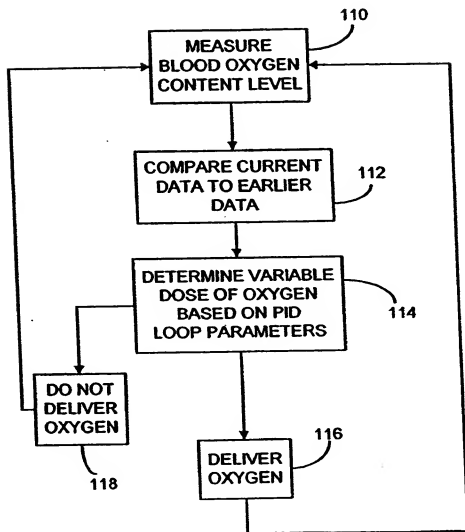 110
MEASURE
BLOOD OXYGEN
CONTENT LEVEL
COMPARE CURRENT
DATA TO EARLIER
DATA
112
DETERMINE VARIABLE
DOSE OF OXYGEN
BASED ON PID
LOOP PARAMETERS
114
DO NOT
DELIVER
OXYGEN
118
DELIVER
OXYGEN
116